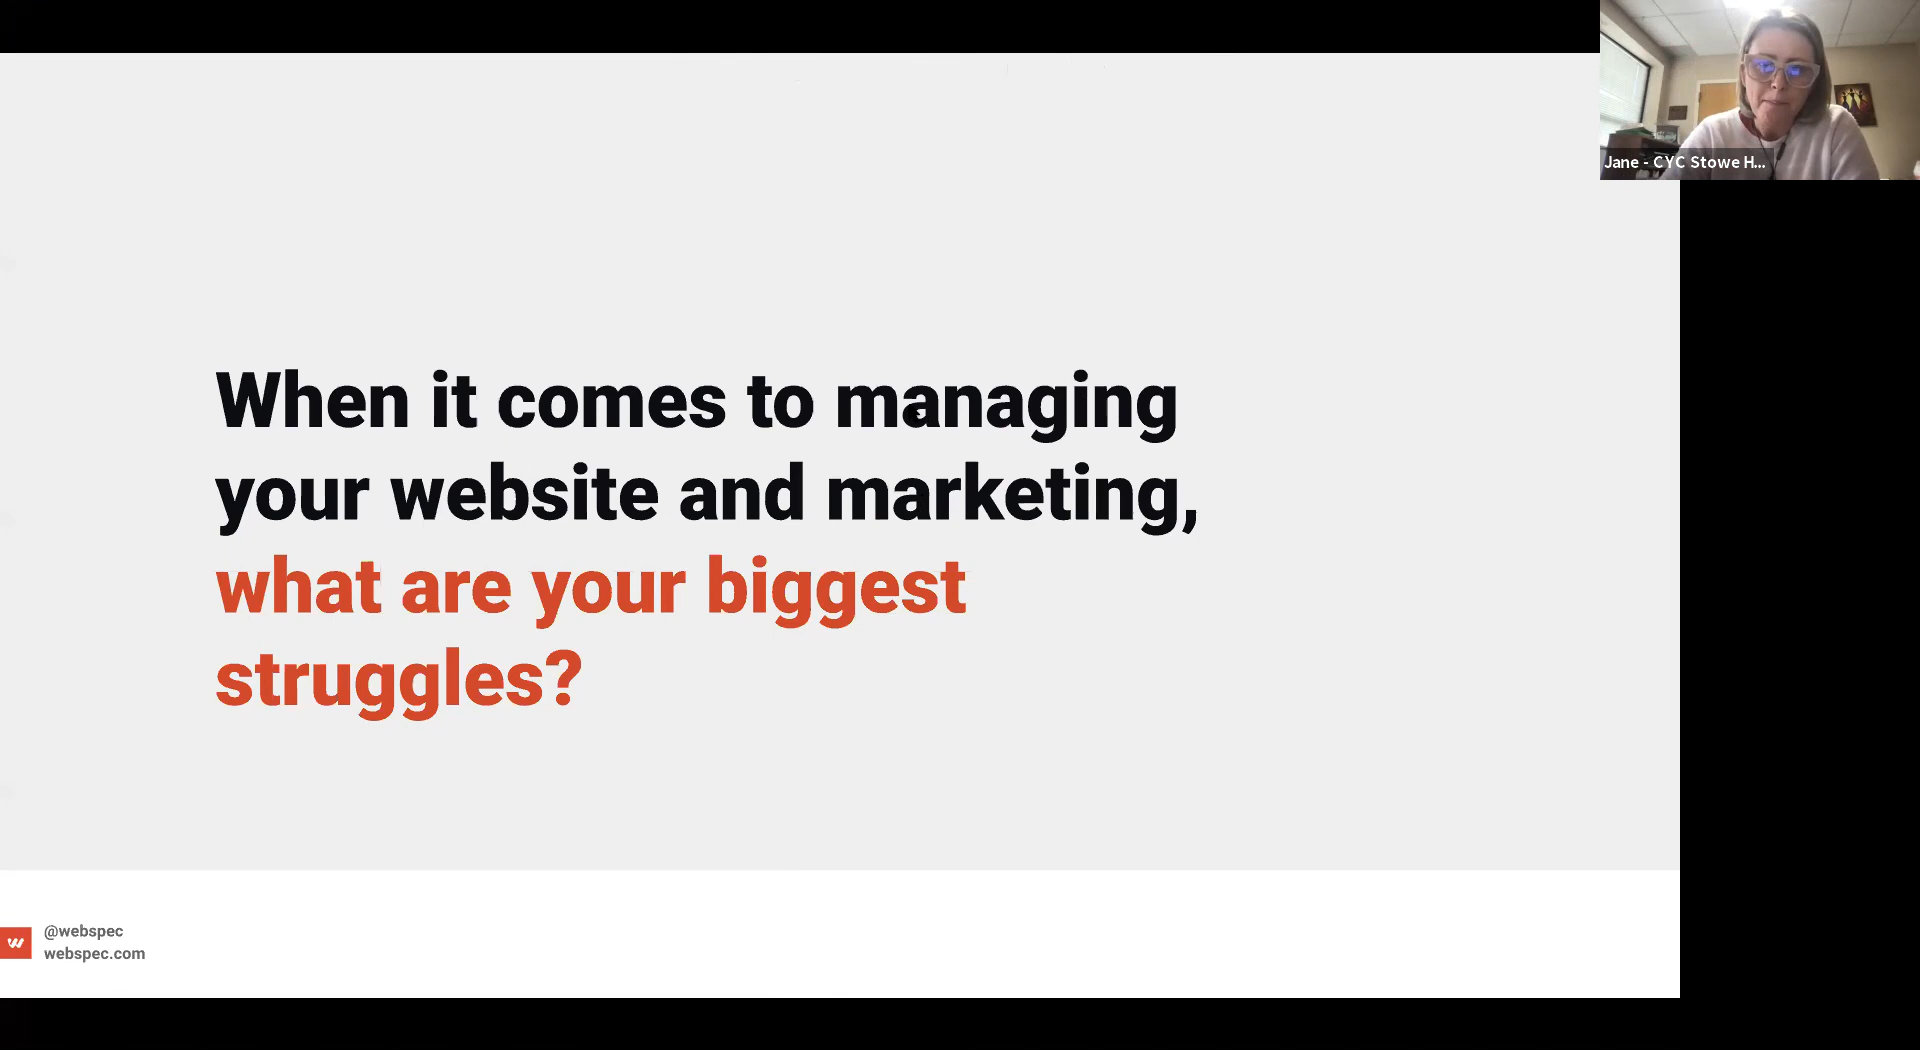 Jane - CYC Stowe H...
When it comes to managing
your website and marketing,
what are your biggest
struggles?
@webspec
webspec.com